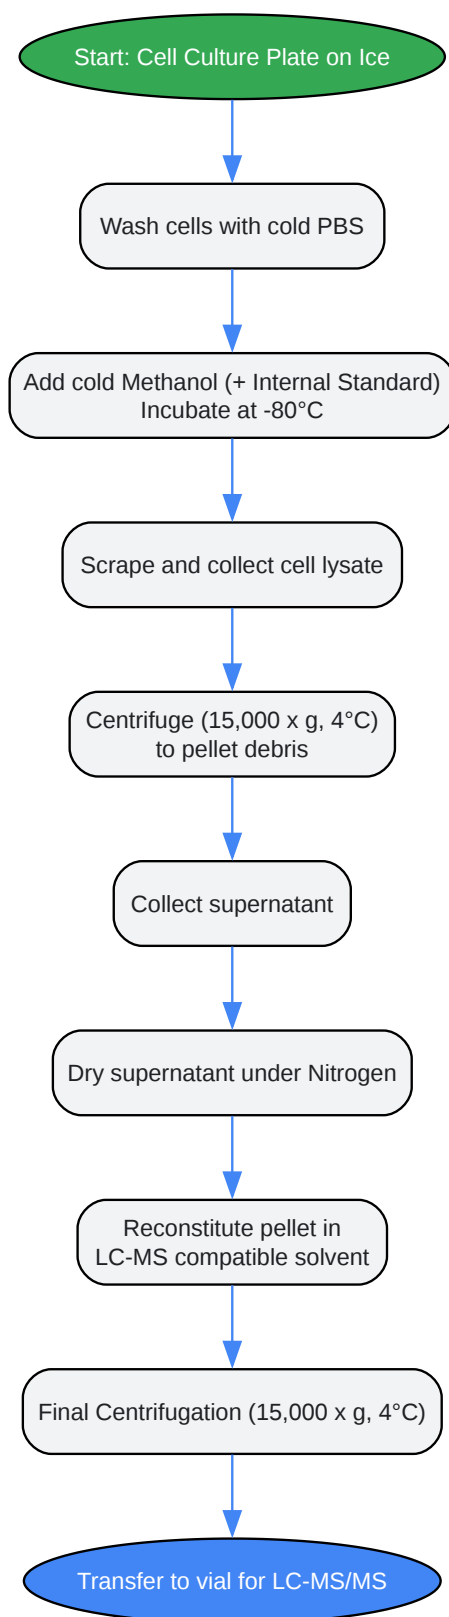 Start: Cell Culture Plate on Ice
Wash cells with cold PBS
Add cold Methanol (+ Internal Standard)
Incubate at -80°C
Scrape and collect cell lysate
Centrifuge (15,000 x g, 4°C)
to pellet debris
Collect supernatant
Dry supernatant under Nitrogen
Reconstitute pellet in
LC-MS compatible solvent
Final Centrifugation (15,000 x g, 4°C)
Transfer to vial for LC-MS/MS